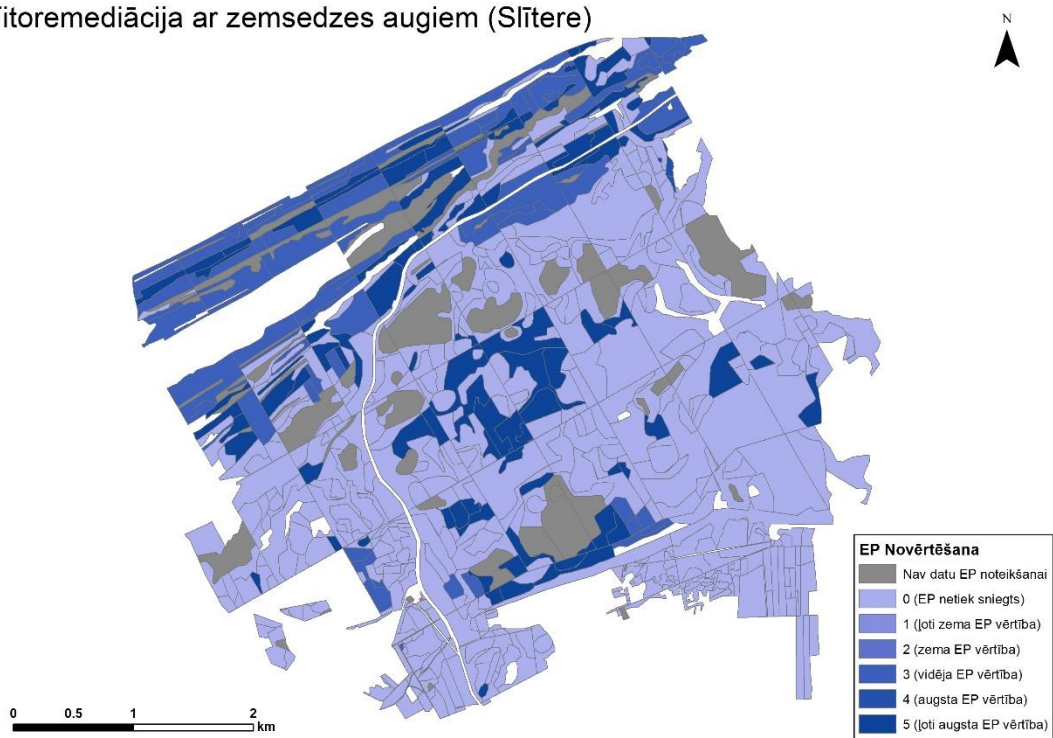 itoremediācija ar zemsedzes augiem (Slītere)
N
EP Novērtēšana
Nav datu EP noteikšanai
0 (EP netiek sniegts)
1 (ļoti zema EP vērtība)
2 (zema EP vērtība)
3 (vidēja EP vērtība)
4 (augsta EP vērtība)
5 (ļoti augsta EP vērtība)
0 0.5 1 2
km